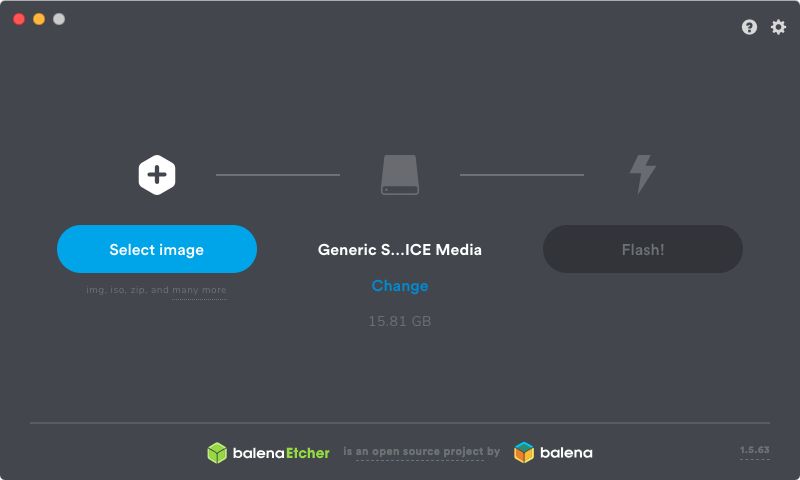 Select image
Generic S...ICE Media
Flash!
img, iso, zip, and many more
Change
15.81 GB
balenaEtcher is an open source project by balena 1.5.63